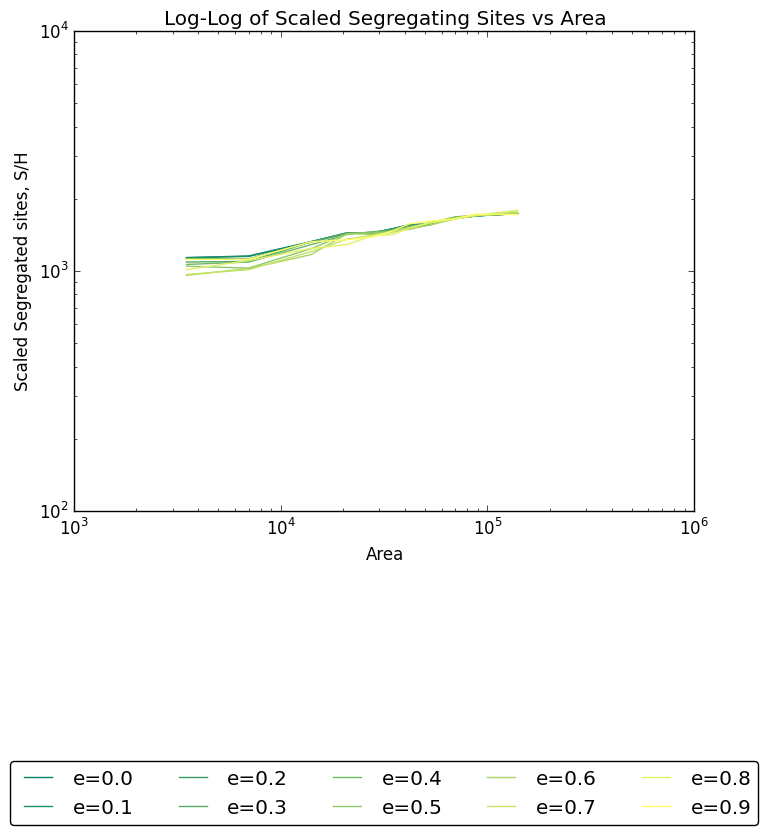 Log-Log of Scaled Segregating Sites vs Area
10^4
10^3
10^2
Scaled Segregated sites, S/H
10^3 10^4 10^5 10^6
Area
e=0.0 e=0.2 e=0.4 e=0.6 e=0.8
e=0.1 e=0.3 e=0.5 e=0.7 e=0.9